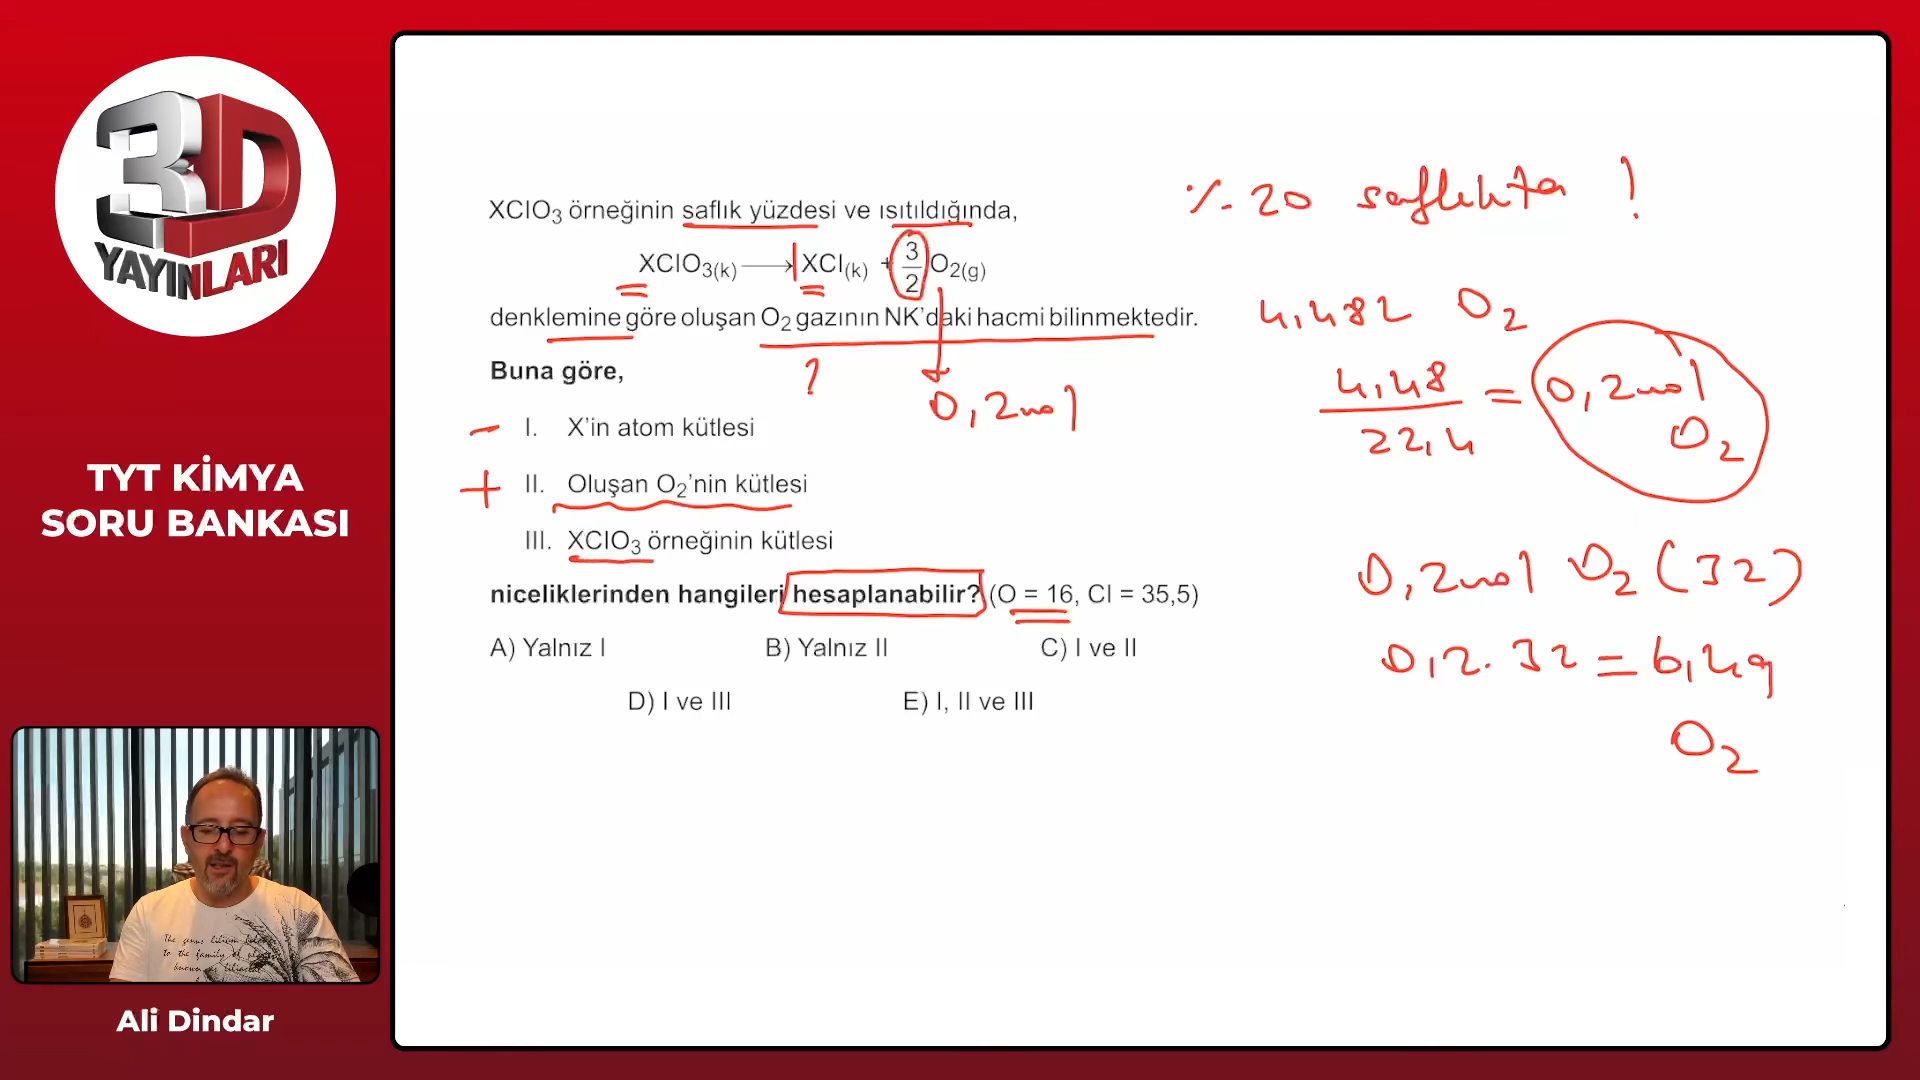 3D
YAYINLARI
TYT KİMYA
SORU BANKASI
Ali Dindar
XClO₃ örneğinin saflık yüzdesi ve ısıtıldığında,
XClO₃(k) ⟶ XCl(k) + 3/2 O₂(g)
denklemine göre oluşan O₂ gazının NK'daki hacmi bilinmektedir.
Buna göre,
?
0,2mol
– I. X'in atom kütlesi
+ II. Oluşan O₂'nin kütlesi
III. XClO₃ örneğinin kütlesi
niceliklerinden hangileri hesaplanabilir? (O = 16, Cl = 35,5)
A) Yalnız I B) Yalnız II C) I ve II
D) I ve III E) I, II ve III
% 20 saflıkta !
4,48L O₂
4,48 / 22,4 = 0,2mol O₂
0,2mol O₂ (32)
0,2. 32 = 6,4g
O₂